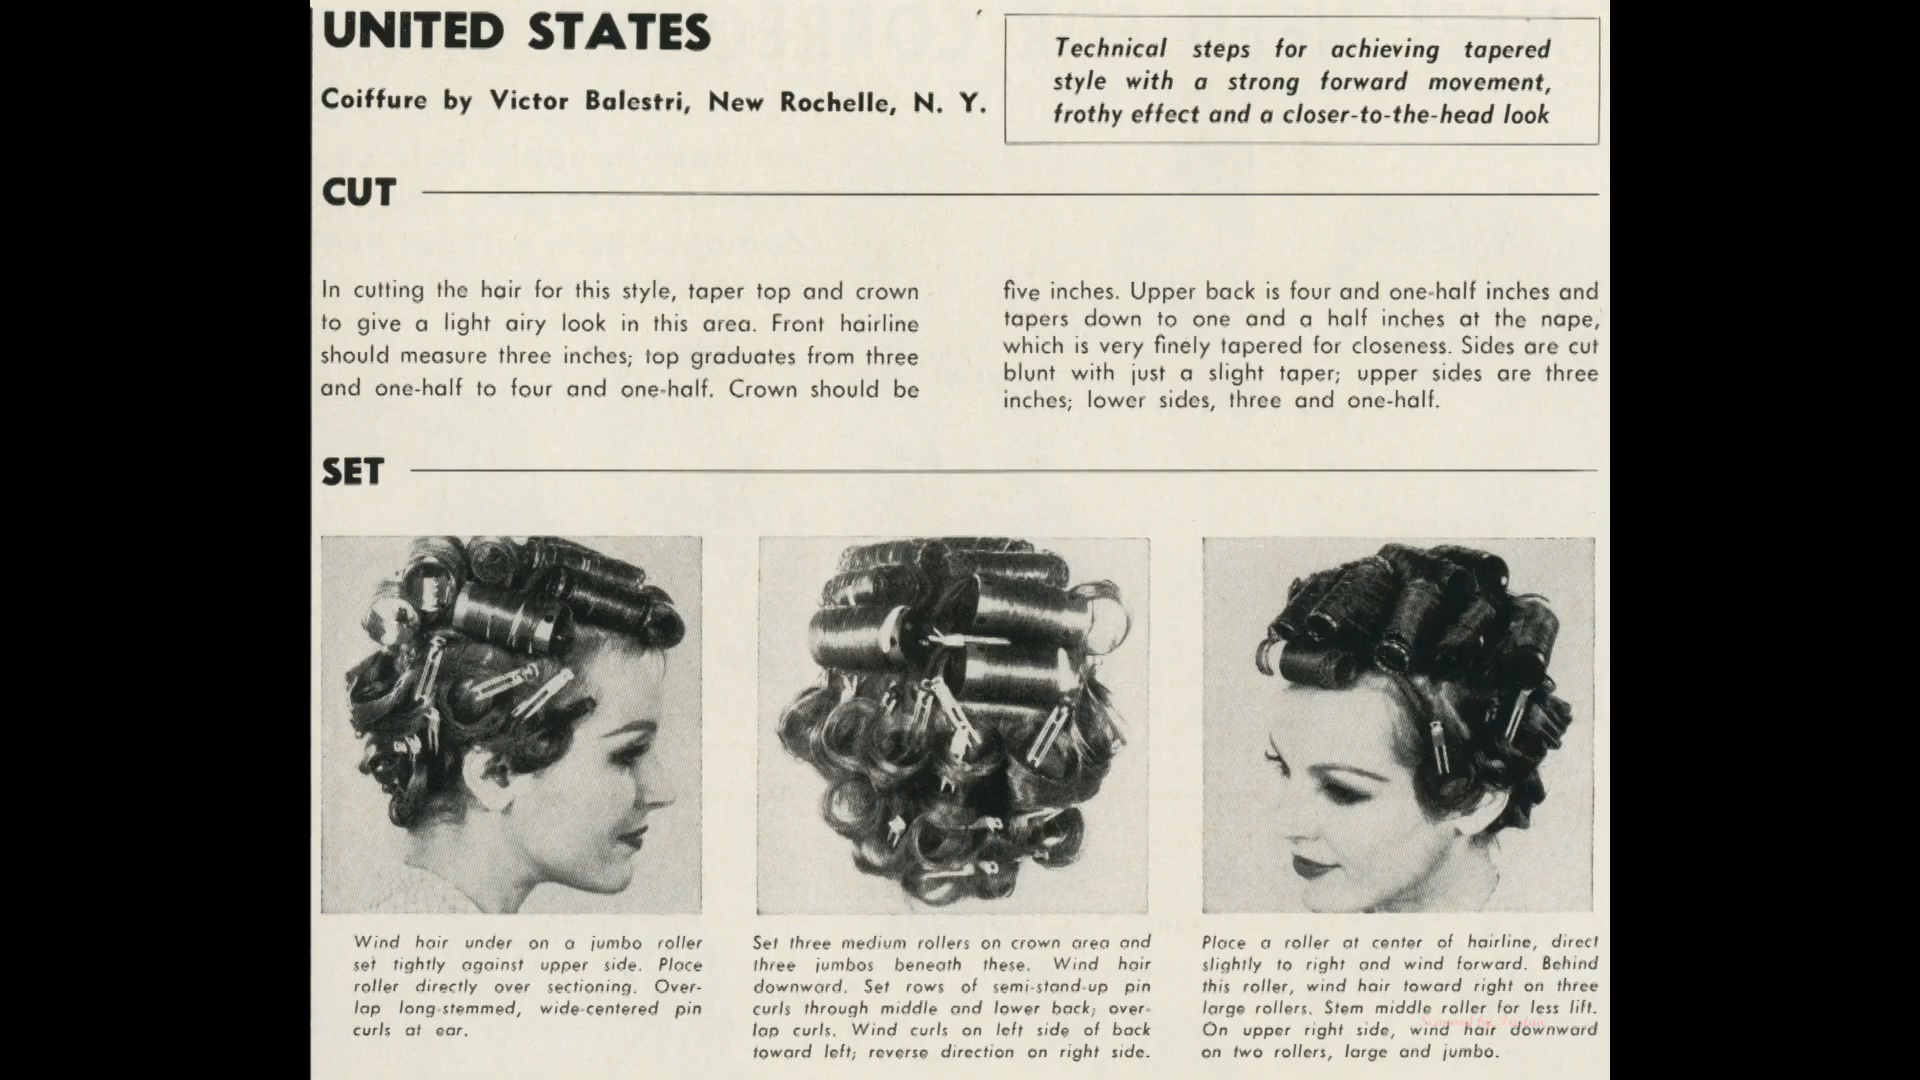 UNITED STATES
Coiffure by Victor Balestri, New Rochelle, N. Y.
Technical steps for achieving tapered
style with a strong forward movement,
frothy effect and a closer-to-the-head look
CUT
In cutting the hair for this style, taper top and crown
to give a light airy look in this area. Front hairline
should measure three inches; top graduates from three
and one-half to four and one-half. Crown should be
five inches. Upper back is four and one-half inches and
tapers down to one and a half inches at the nape,
which is very finely tapered for closeness. Sides are cut
blunt with just a slight taper; upper sides are three
inches; lower sides, three and one-half.
SET
Wind hair under on a jumbo roller
set tightly against upper side. Place
roller directly over sectioning. Over-
lap long-stemmed, wide-centered pin
curls at ear.
Set three medium rollers on crown area and
three jumbos beneath these. Wind hair
downward. Set rows of semi-stand-up pin
curls through middle and lower back; over-
lap curls. Wind curls on left side of back
toward left; reverse direction on right side.
Place a roller at center of hairline, direct
slightly to right and wind forward. Behind
this roller, wind hair toward right on three
large rollers. Stem middle roller for less lift.
On upper right side, wind hair downward
on two rollers, large and jumbo.